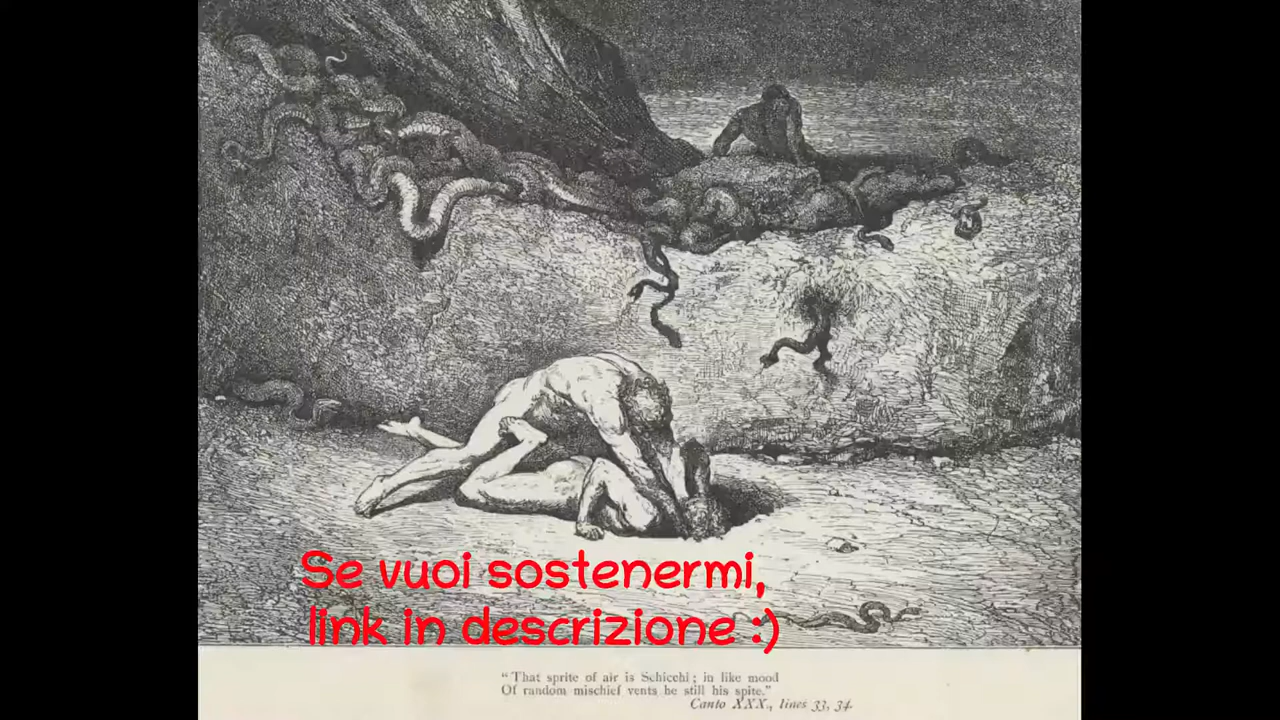 Se vuoi sostenermi,
link in descrizione :)
“That sprite of air is Schicchi; in like mood
Of random mischief vents he still his spite.”
Canto XXX., lines 33, 34.